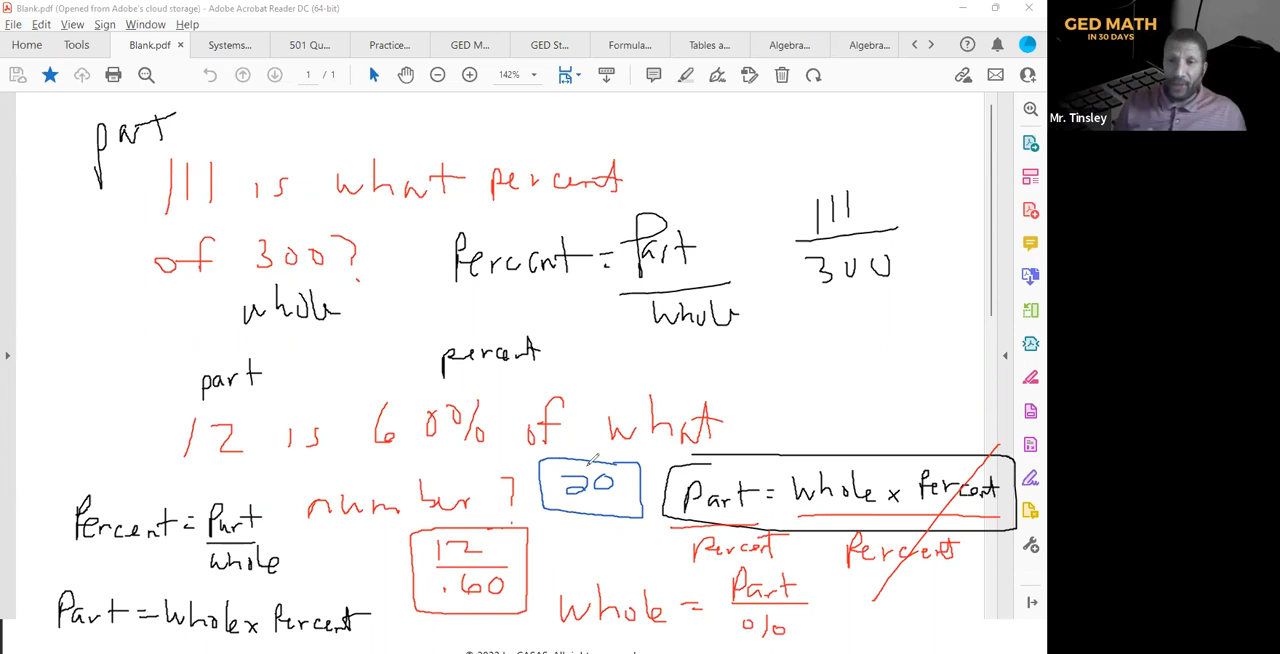 Blank.pdf (Opened from Adobe's cloud storage) - Adobe Acrobat Reader DC (64-bit)
File Edit View Sign Window Help
Home Tools Blank.pdf × Systems... 501 Qu... Practice... GED M... GED St... Formula... Tables a... Algebra... Algebra...
1 / 1 142%
GED MATH
IN 30 DAYS
Mr. Tinsley
part
111 is what percent
of 300?
whole
Percent = Part
whole
111
300
part
percent
12 is 60% of what
number?
20
Part = whole x Percent
percent Percent
Percent = Part
whole
12
.60
whole = Part
%
Part = whole x Percent